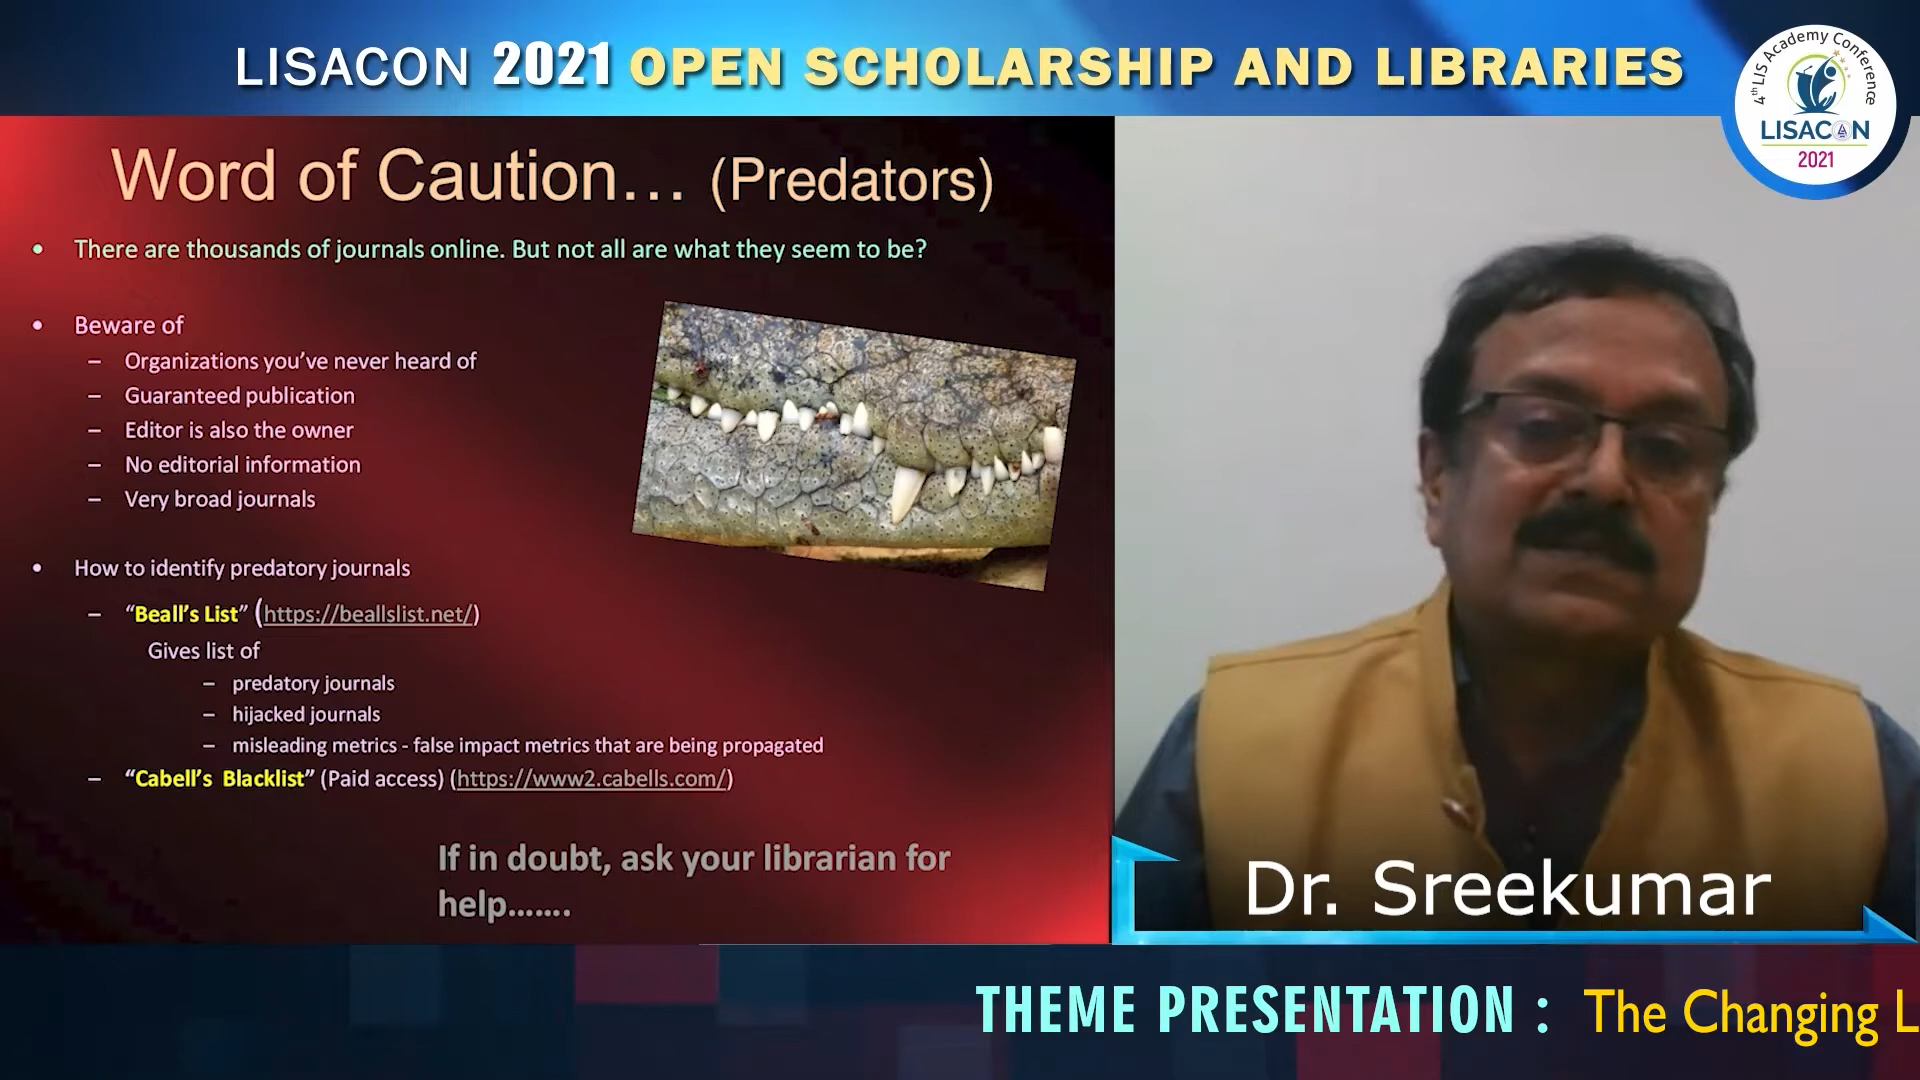 LISACON 2021 OPEN SCHOLARSHIP AND LIBRARIES
4th LIS Academy Conference
LISACON
2021
Word of Caution... (Predators)
• There are thousands of journals online. But not all are what they seem to be?
• Beware of
– Organizations you've never heard of
– Guaranteed publication
– Editor is also the owner
– No editorial information
– Very broad journals
• How to identify predatory journals
– “Beall's List” (https://beallslist.net/)
Gives list of
– predatory journals
– hijacked journals
– misleading metrics - false impact metrics that are being propagated
– “Cabell's Blacklist” (Paid access) (https://www2.cabells.com/)
If in doubt, ask your librarian for
help.......
Dr. Sreekumar
THEME PRESENTATION : The Changing L